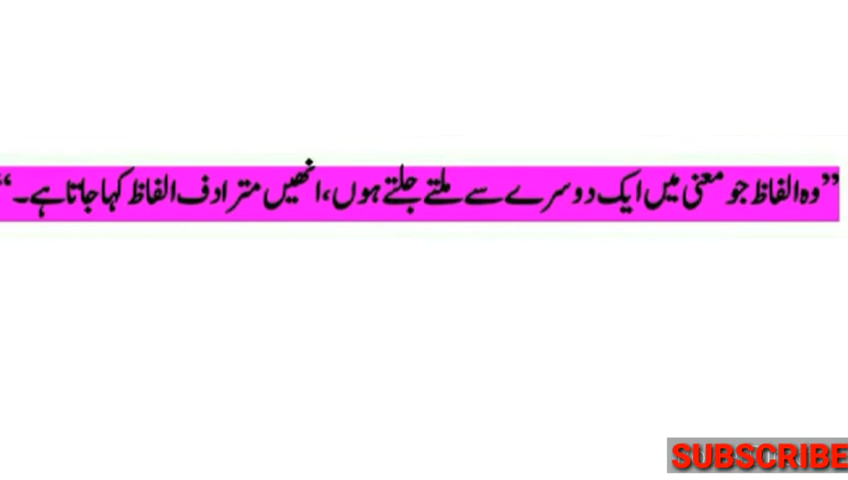 ”وہ الفاظ جو معنی میں ایک دوسرے سے ملتے جلتے ہوں، انھیں مترادف الفاظ کہا جاتا ہے۔“
SUBSCRIBE